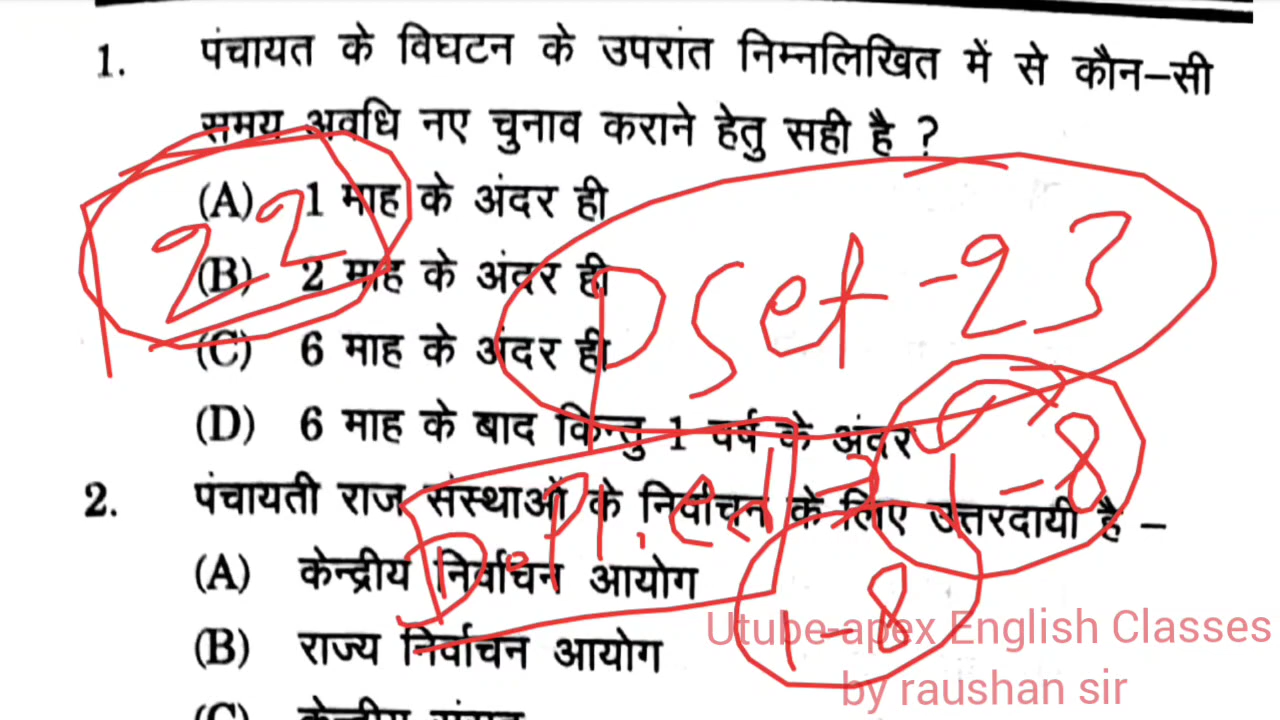 1. पंचायत के विघटन के उपरांत निम्नलिखित में से कौन-सी
समय अवधि नए चुनाव कराने हेतु सही है ?
(A) 1 माह के अंदर ही
22
(B) 2 माह के अंदर ही
PSet-23
(C) 6 माह के अंदर ही
(D) 6 माह के बाद किन्तु 1 वर्ष के अंदर
1-8
2. पंचायती राज संस्थाओं के निर्वाचन के लिए उत्तरदायी है –
D.Pl.ed
(A) केन्द्रीय निर्वाचन आयोग
1-8
Utube-apex English Classes
(B) राज्य निर्वाचन आयोग
by raushan sir
(C) केन्द्रीय